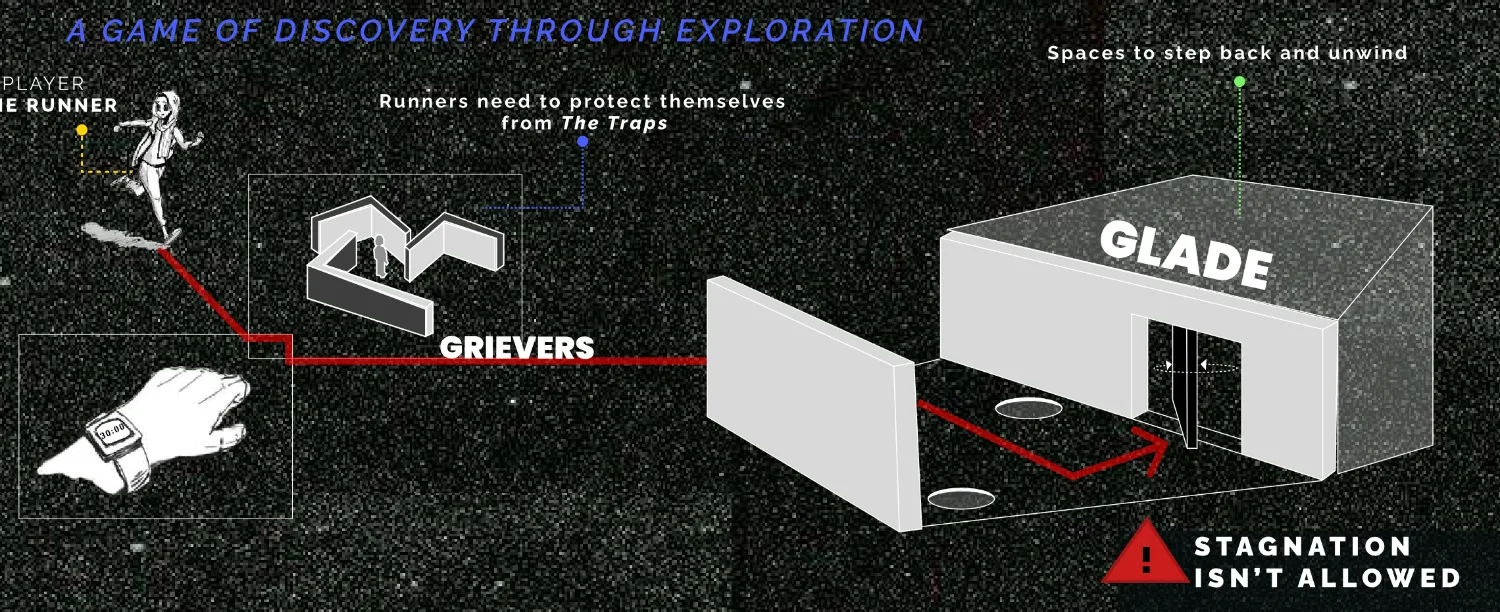 A GAME OF DISCOVERY THROUGH EXPLORATION
Spaces to step back and unwind
PLAYER
RUNNER
Runners need to protect themselves
from The Traps
GLADE
GRIEVERS
30:00
!
STAGNATION
ISN'T ALLOWED